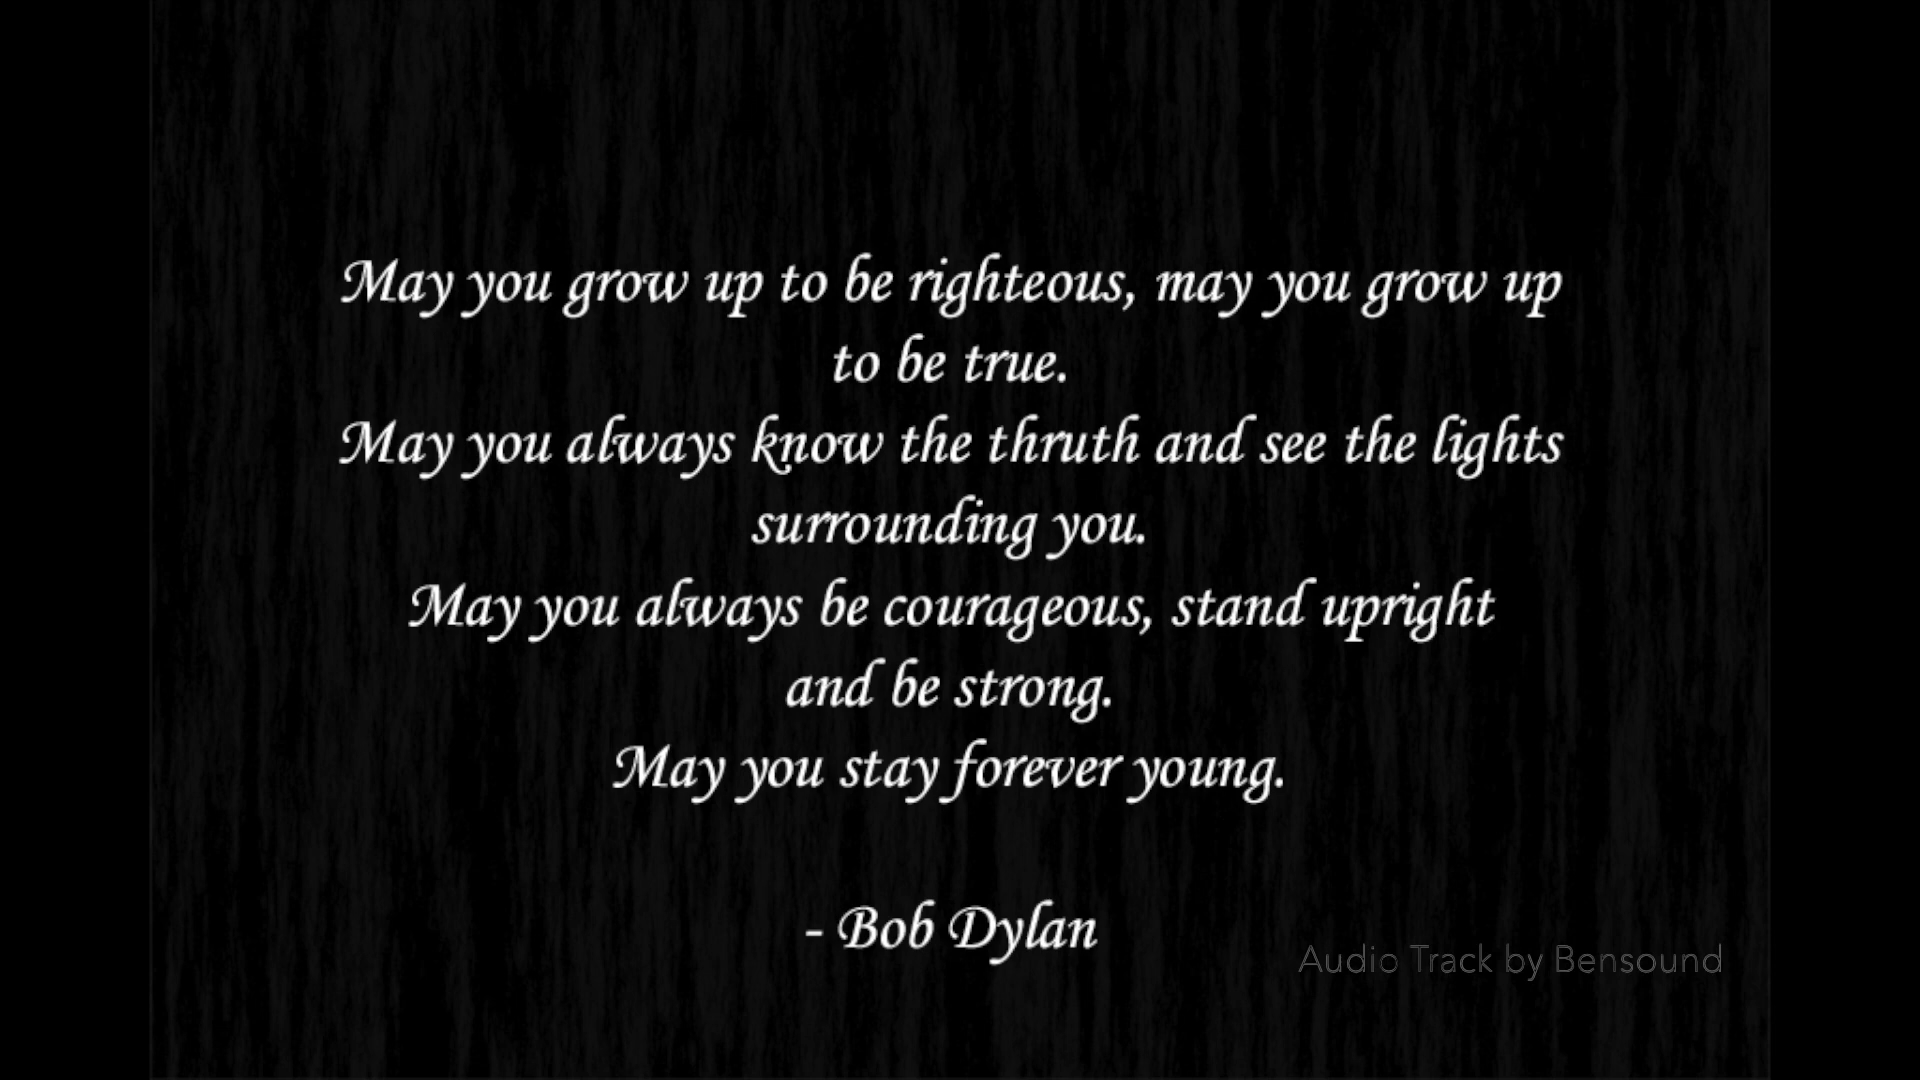 May you grow up to be righteous, may you grow up
to be true.
May you always know the thruth and see the lights
surrounding you.
May you always be courageous, stand upright
and be strong.
May you stay forever young.
- Bob Dylan
Audio Track by Bensound